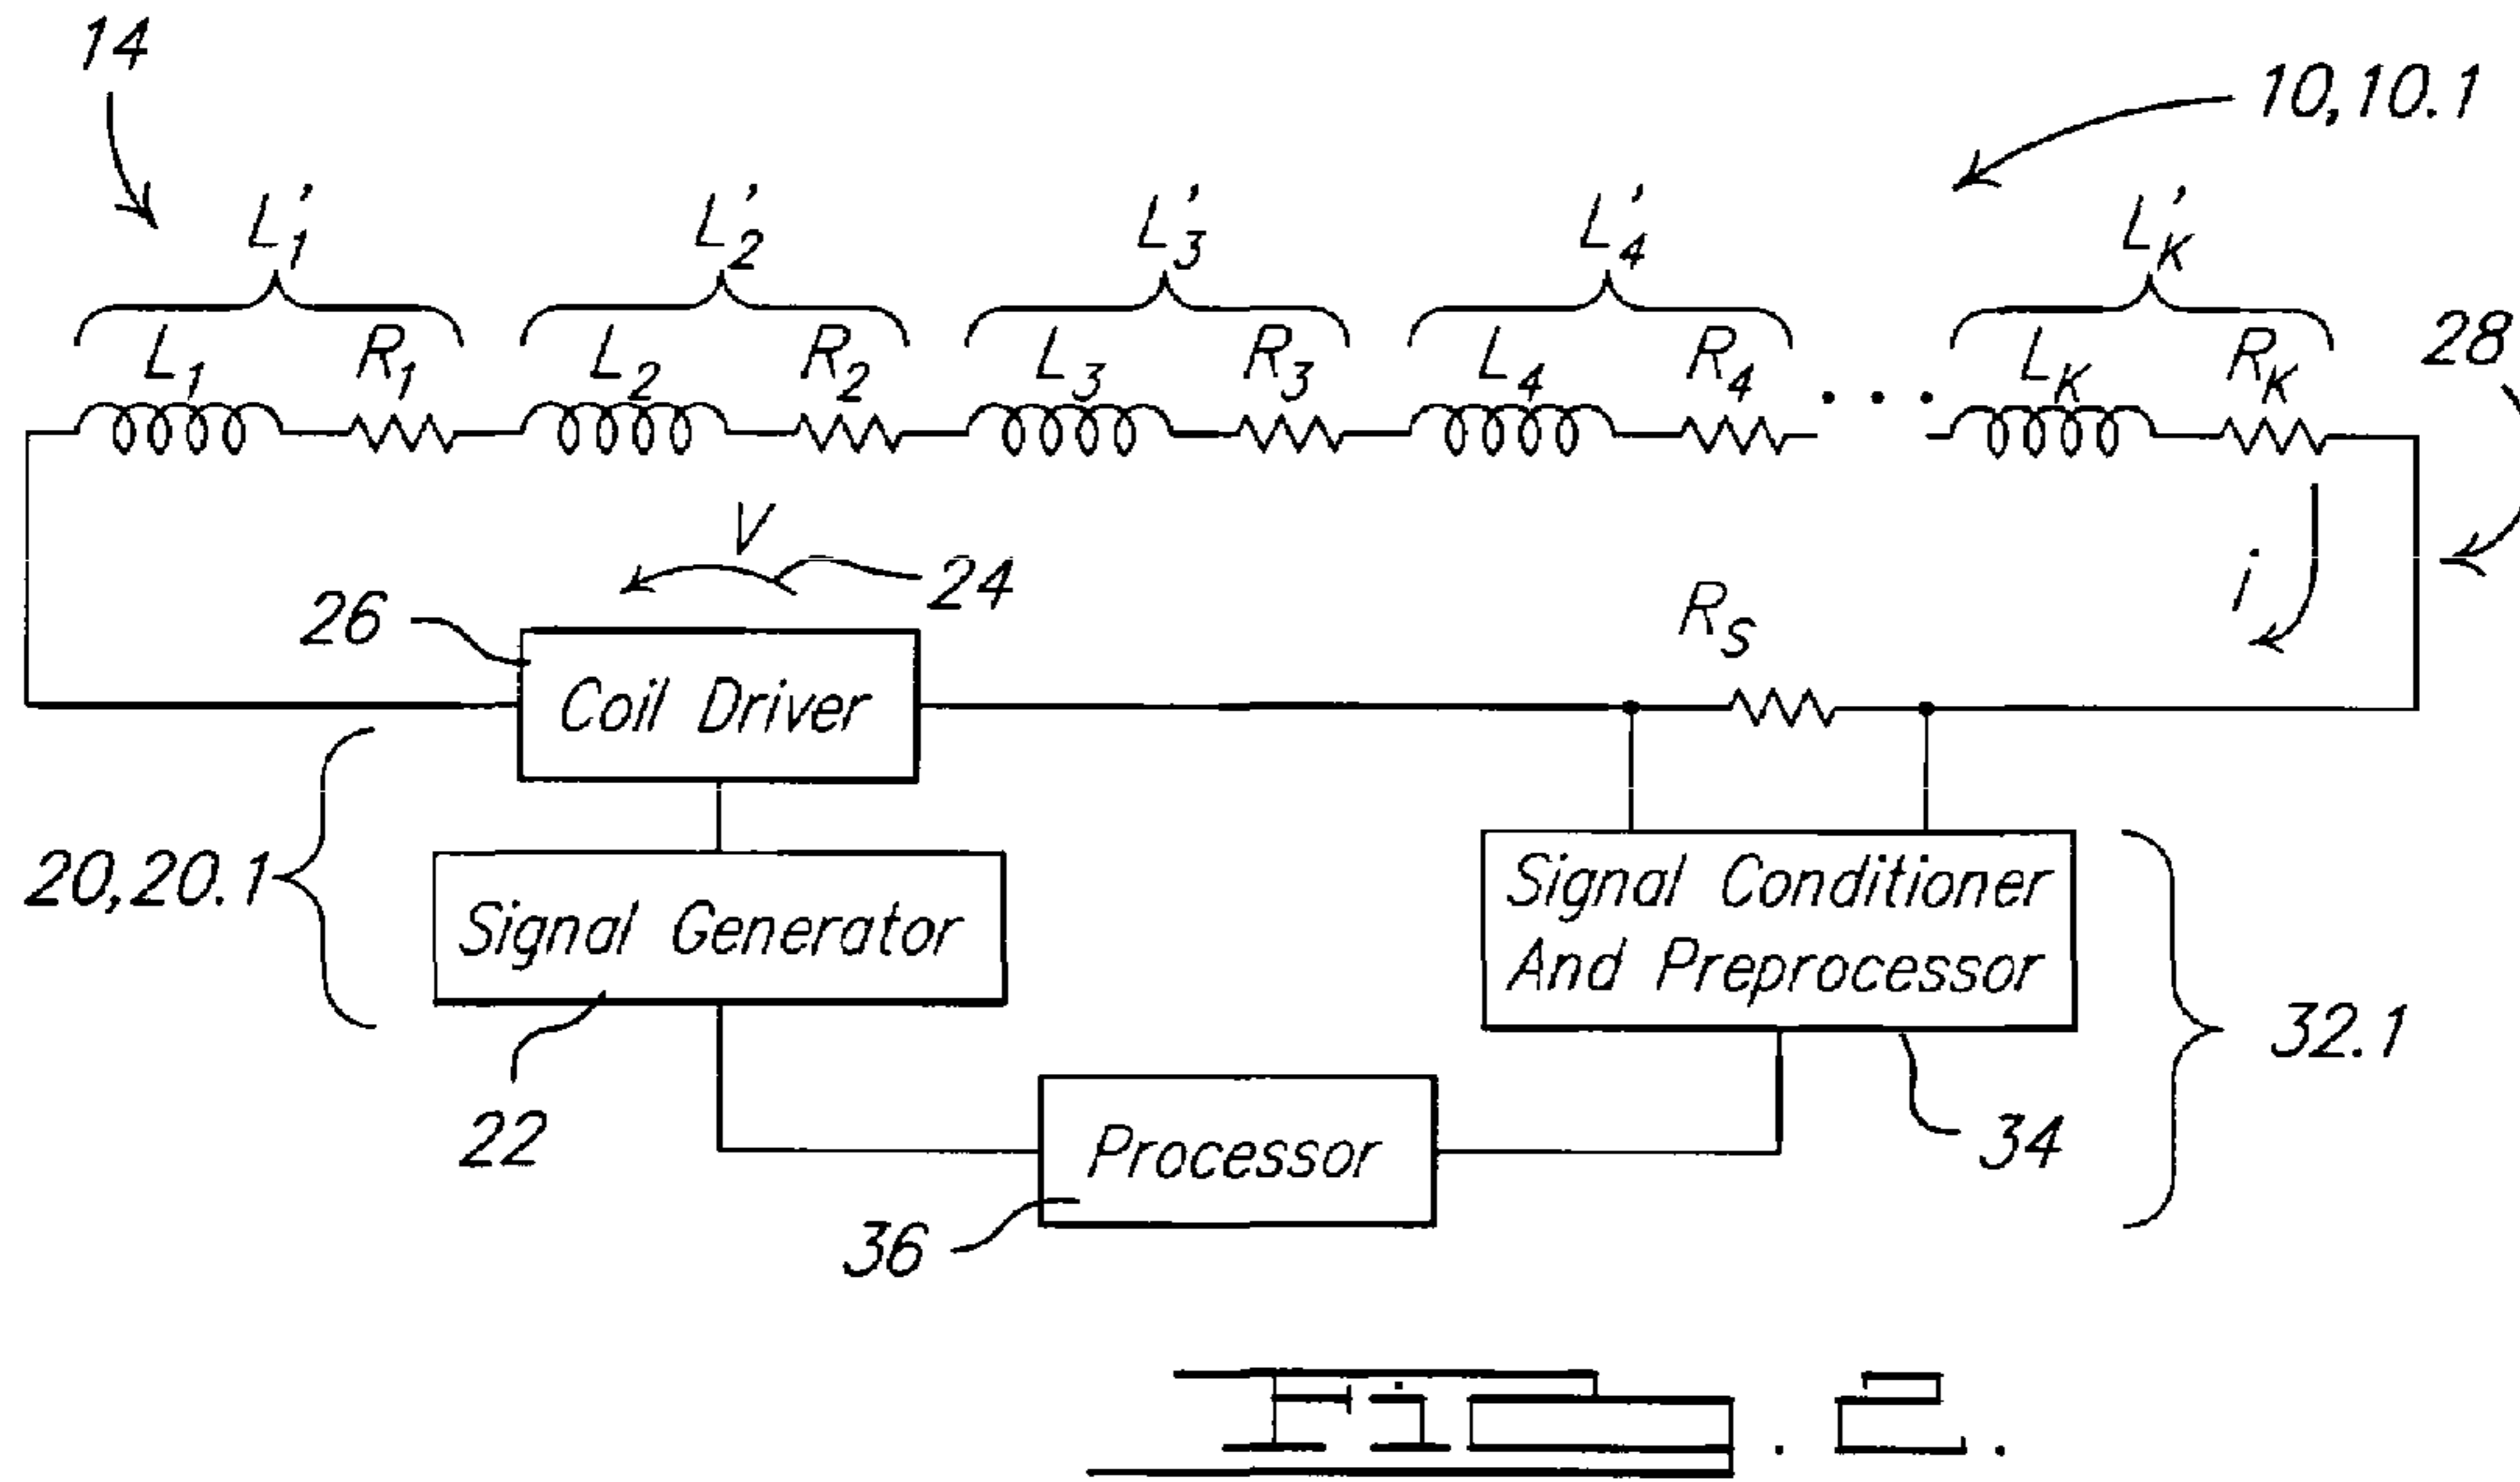 14
10,10.1
L'1 L'2 L'3 L'4 L'K
28
L1 R1 L2 R2 L3 R3 L4 R4 ... LK RK
V
24
i
26
RS
Coil Driver
20,20.1
Signal Generator
Signal Conditioner
And Preprocessor
32.1
22
34
Processor
36
Fig. 2.